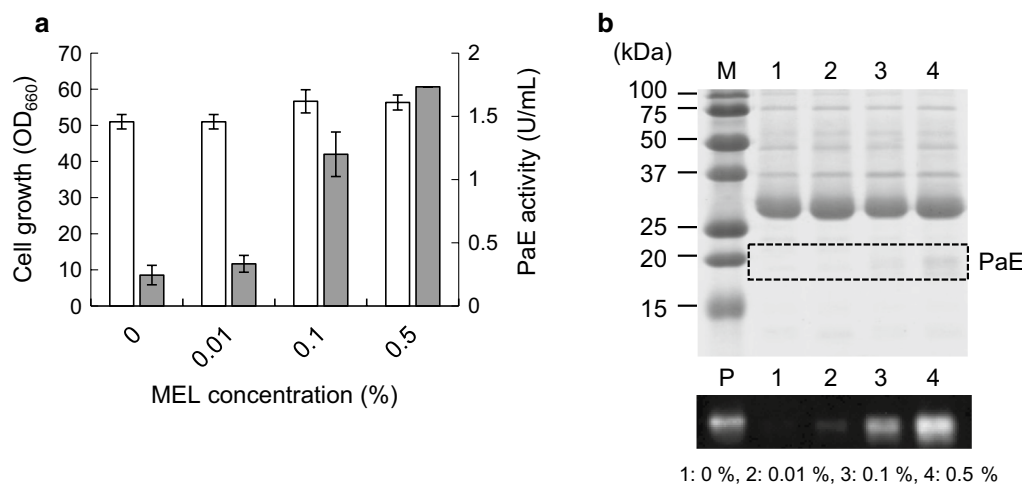 a
Cell growth (OD660)
70
60
50
40
30
20
10
0
2
1.5
1
0.5
0
PaE activity (U/mL)
0 0.01 0.1 0.5
MEL concentration (%)
b
(kDa)
M 1 2 3 4
100
75
50
37
25
20
15
PaE
P 1 2 3 4
1: 0 %, 2: 0.01 %, 3: 0.1 %, 4: 0.5 %